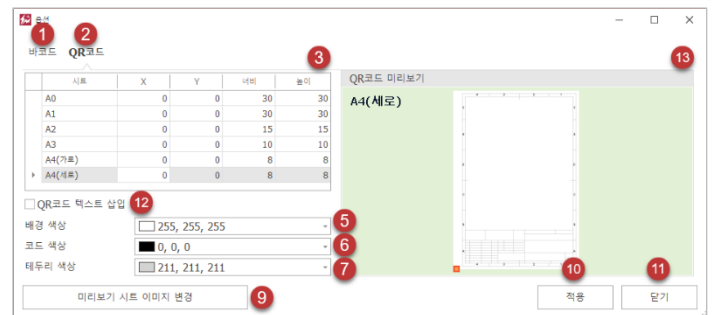 옵션
1 2
바코드 QR코드
3 13
시트 X Y 너비 높이
A0 0 0 30 30
A1 0 0 30 30
A2 0 0 15 15
A3 0 0 10 10
A4(가로) 0 0 8 8
A4(세로) 0 0 8 8
QR코드 미리보기
A4(세로)
QR코드 텍스트 삽입 12
배경 색상 255, 255, 255 5
코드 색상 0, 0, 0 6
테두리 색상 211, 211, 211 7
미리보기 시트 이미지 변경 9
10 11
적용 닫기